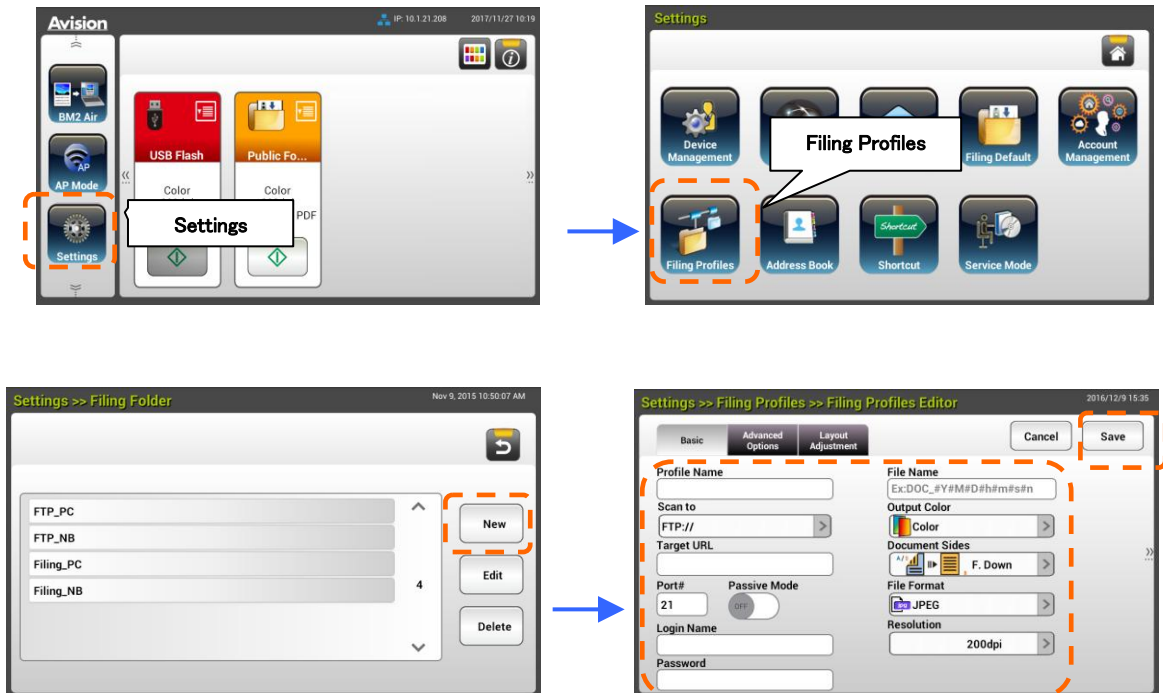 Avision
IP: 10.1.21.208
2017/11/27 10:19
BM2 Air
AP
AP Mode
Settings
USB Flash
Color
Public Fo...
Color
PDF
Settings
Settings
Device
Management
Filing Profiles
Filing Default
Account
Management
Filing Profiles
Address Book
Shortcut
Shortcut
Service Mode
Settings >> Filing Folder
Nov 9, 2015 10:50:07 AM
FTP_PC
FTP_NB
Filing_PC
Filing_NB
4
New
Edit
Delete
Settings >> Filing Profiles >> Filing Profiles Editor
2016/12/9 15:35
Basic
Advanced
Options
Layout
Adjustment
Cancel
Save
Profile Name
Scan to
FTP://
Target URL
Port#
Passive Mode
21
OFF
Login Name
Password
File Name
Ex:DOC_#Y#M#D#h#m#s#n
Output Color
Color
Document Sides
F. Down
File Format
JPEG
Resolution
200dpi